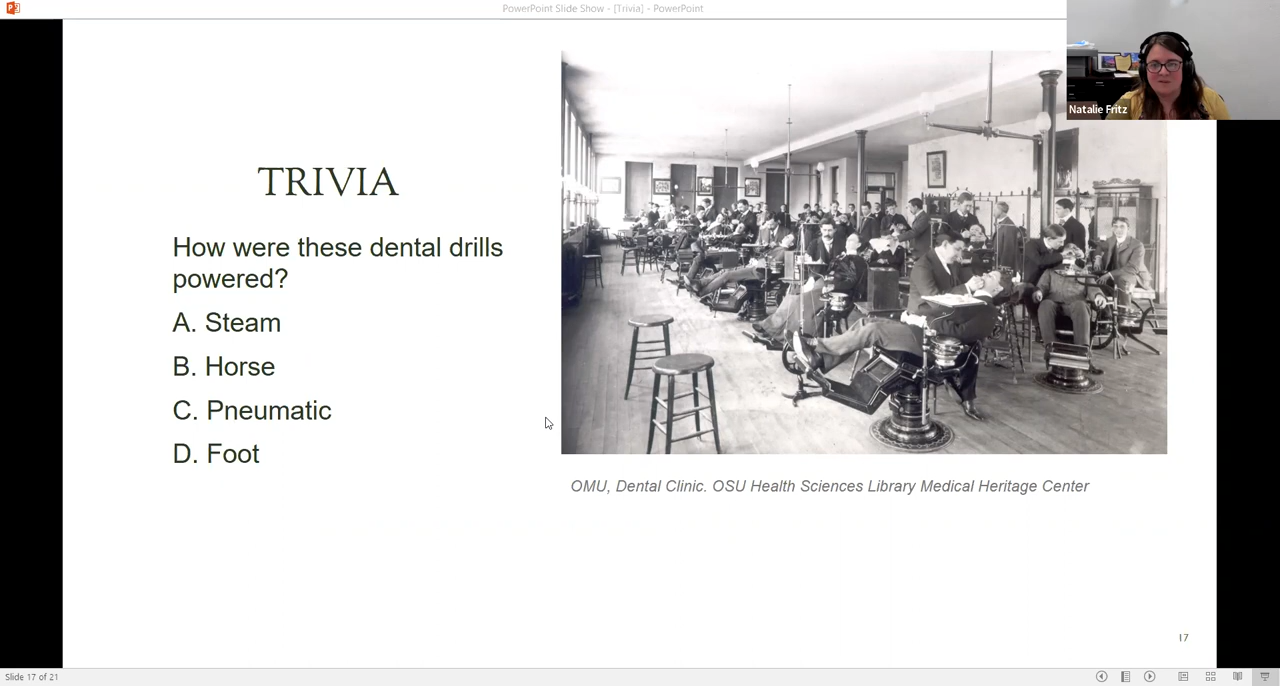 PowerPoint Slide Show - [Trivia] - PowerPoint
Natalie Fritz
TRIVIA
How were these dental drills
powered?
A. Steam
B. Horse
C. Pneumatic
D. Foot
OMU, Dental Clinic. OSU Health Sciences Library Medical Heritage Center
17
Slide 17 of 21